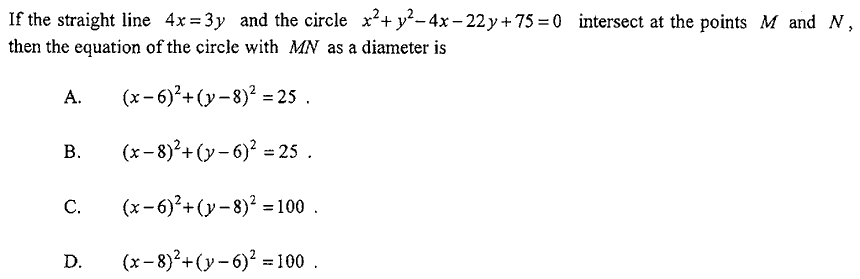 If the straight line 4x = 3y and the circle x² + y² − 4x − 22y + 75 = 0 intersect at the points M and N,
then the equation of the circle with MN as a diameter is
A. (x − 6)² + (y − 8)² = 25 .
B. (x − 8)² + (y − 6)² = 25 .
C. (x − 6)² + (y − 8)² = 100 .
D. (x − 8)² + (y − 6)² = 100 .